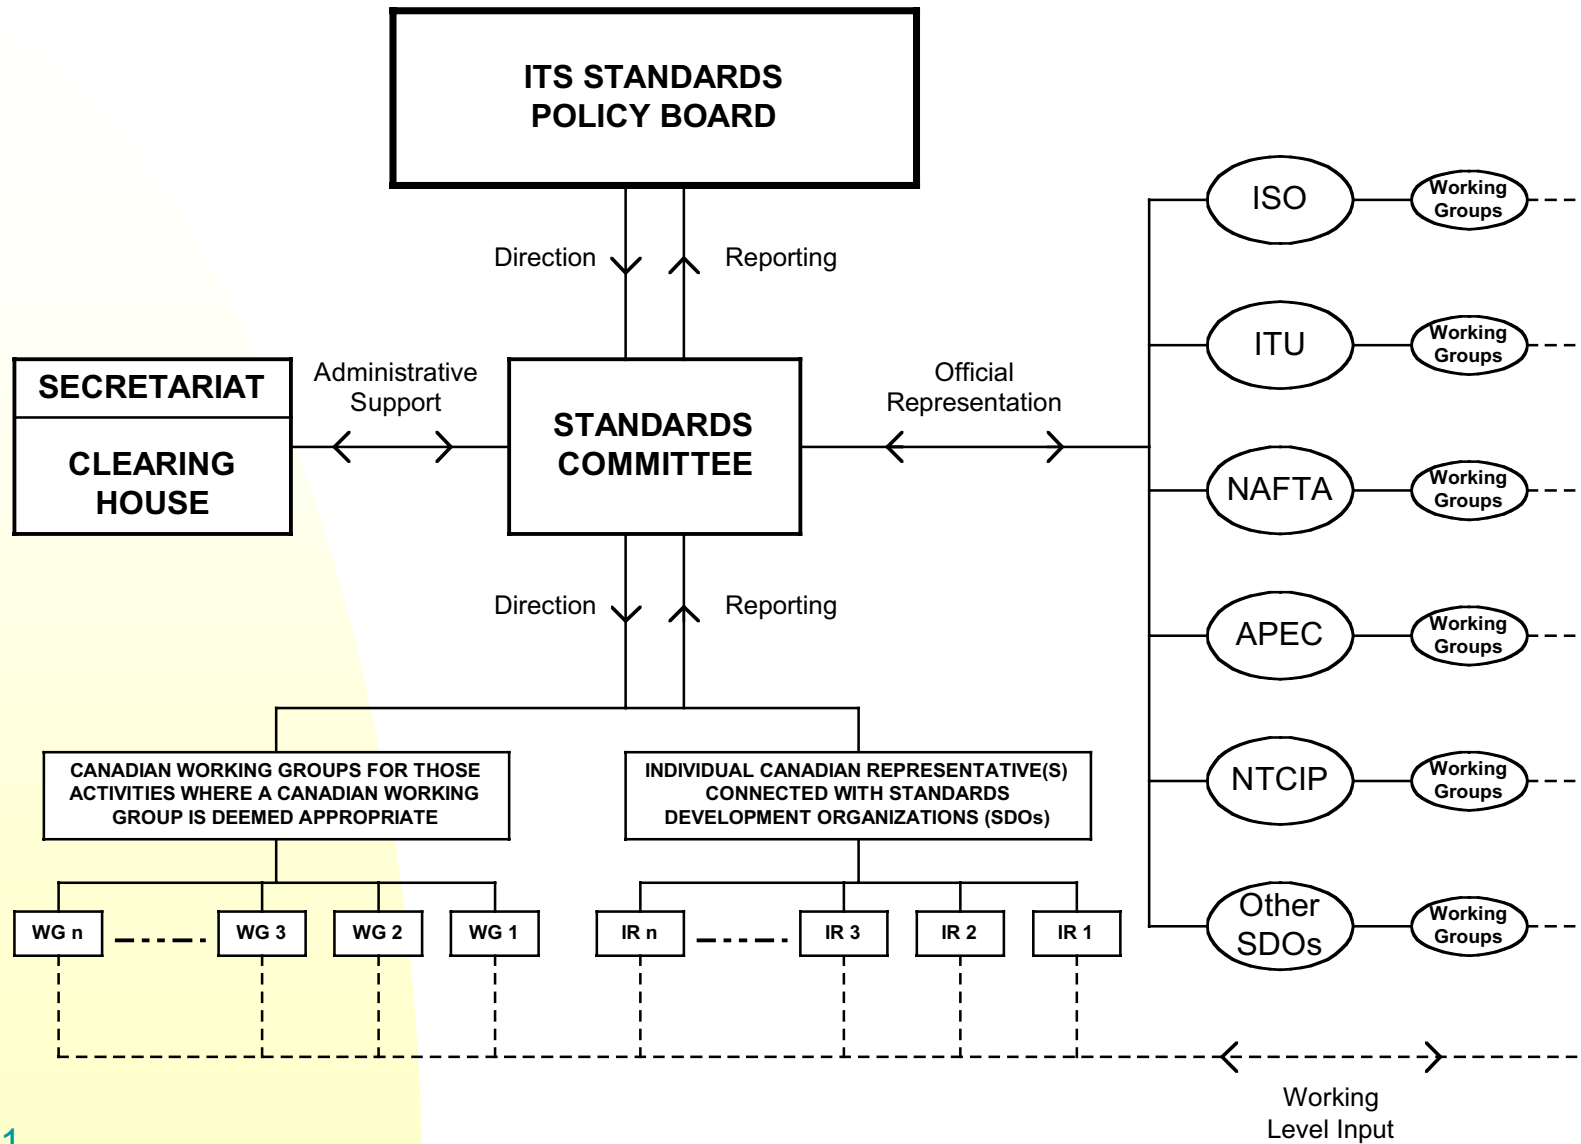 ITS STANDARDS
POLICY BOARD
Direction
Reporting
SECRETARIAT
CLEARING
HOUSE
Administrative
Support
STANDARDS
COMMITTEE
Official
Representation
ISO
Working
Groups
ITU
Working
Groups
NAFTA
Working
Groups
APEC
Working
Groups
NTCIP
Working
Groups
Other
SDOs
Working
Groups
Direction
Reporting
CANADIAN WORKING GROUPS FOR THOSE
ACTIVITIES WHERE A CANADIAN WORKING
GROUP IS DEEMED APPROPRIATE
INDIVIDUAL CANADIAN REPRESENTATIVE(S)
CONNECTED WITH STANDARDS
DEVELOPMENT ORGANIZATIONS (SDOs)
WG n
WG 3
WG 2
WG 1
IR n
IR 3
IR 2
IR 1
Working
Level Input
1